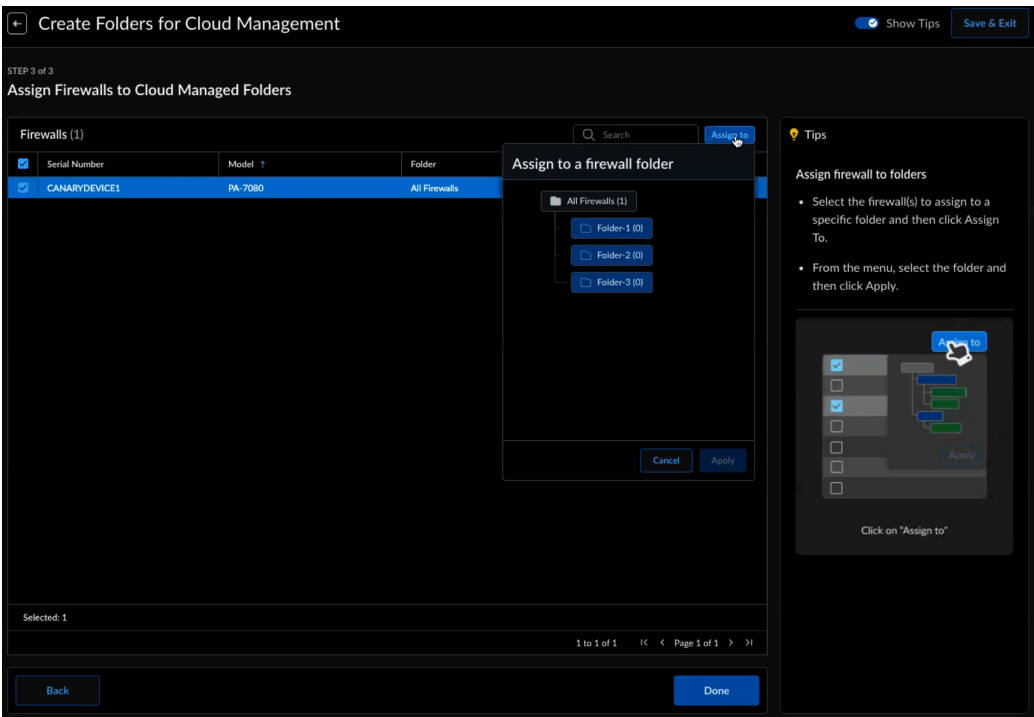 Create Folders for Cloud Management
Show Tips
Save & Exit
STEP 3 of 3
Assign Firewalls to Cloud Managed Folders
Firewalls (1)
Search
Assign to
Serial Number
Model ↑
Folder
CANARYDEVICE1
PA-7080
All Firewalls
Assign to a firewall folder
All Firewalls (1)
Folder-1 (0)
Folder-2 (0)
Folder-3 (0)
Cancel
Apply
Selected: 1
1 to 1 of 1
Page 1 of 1
Back
Done
Tips
Assign firewall to folders
• Select the firewall(s) to assign to a
specific folder and then click Assign
To.
• From the menu, select the folder and
then click Apply.
Assign to
Apply
Click on "Assign to"